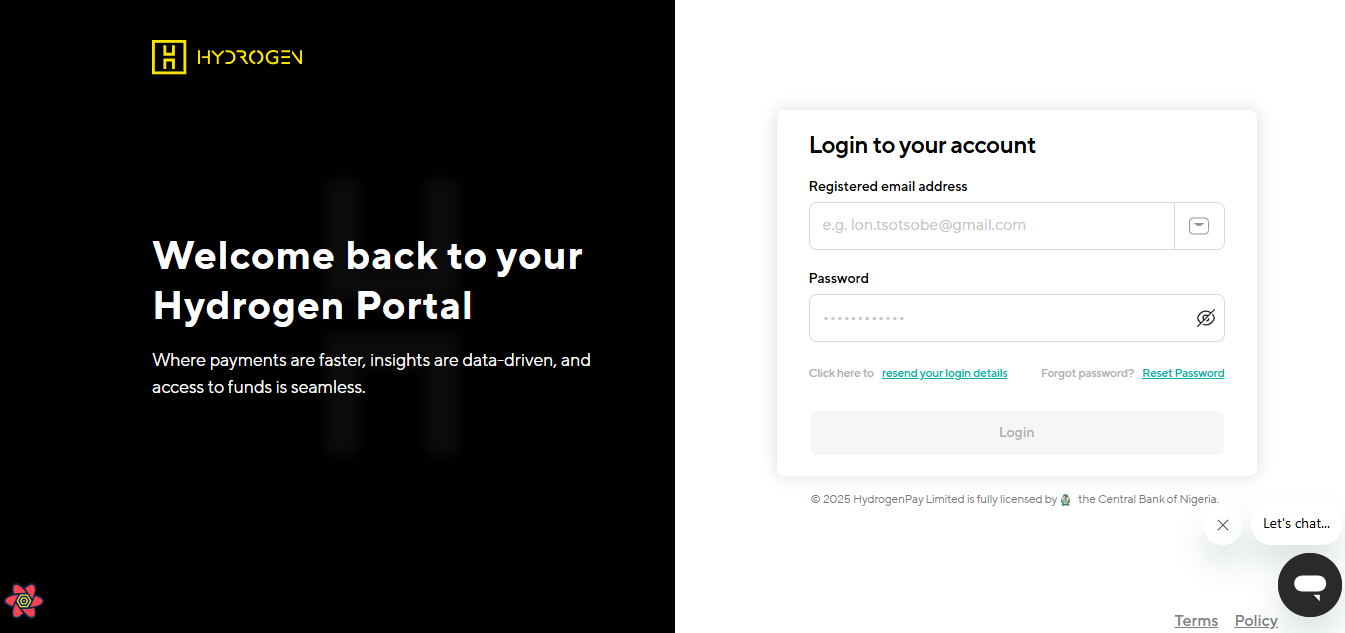 HYDROGEN
Welcome back to your
Hydrogen Portal
Where payments are faster, insights are data-driven, and
access to funds is seamless.
Login to your account
Registered email address
e.g. lon.tsotsobe@gmail.com
Password
Click here to resend your login details Forgot password? Reset Password
Login
© 2025 HydrogenPay Limited is fully licensed by the Central Bank of Nigeria.
Let's chat...
Terms Policy